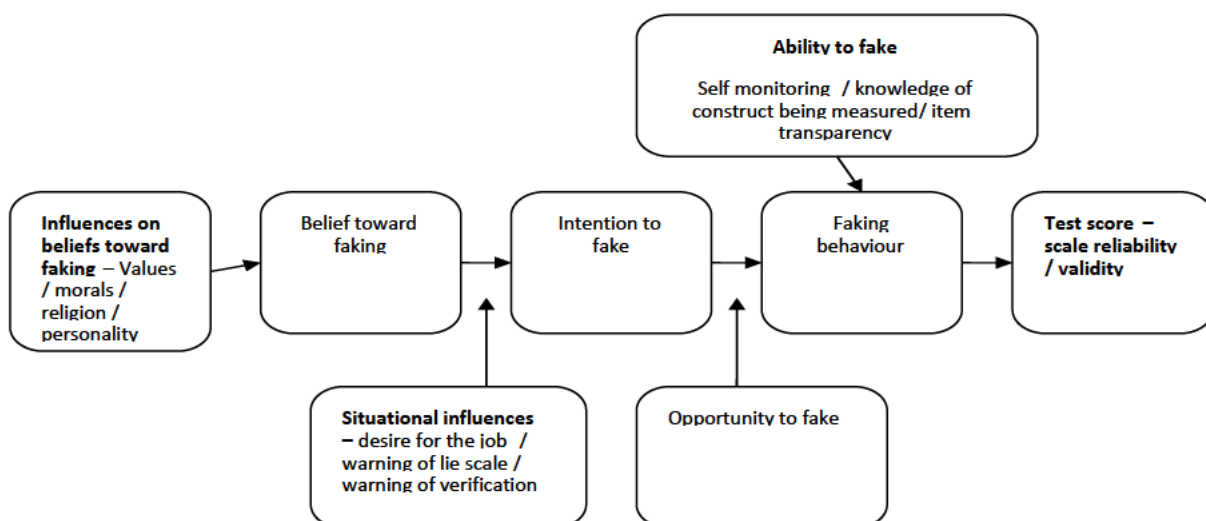 Ability to fake
Self monitoring / knowledge of
construct being measured/ item
transparency
Influences on
beliefs toward
faking – Values
/ morals /
religion /
personality
Belief toward
faking
Intention to
fake
Faking
behaviour
Test score –
scale reliability
/ validity
Situational influences
– desire for the job /
warning of lie scale /
warning of verification
Opportunity to fake